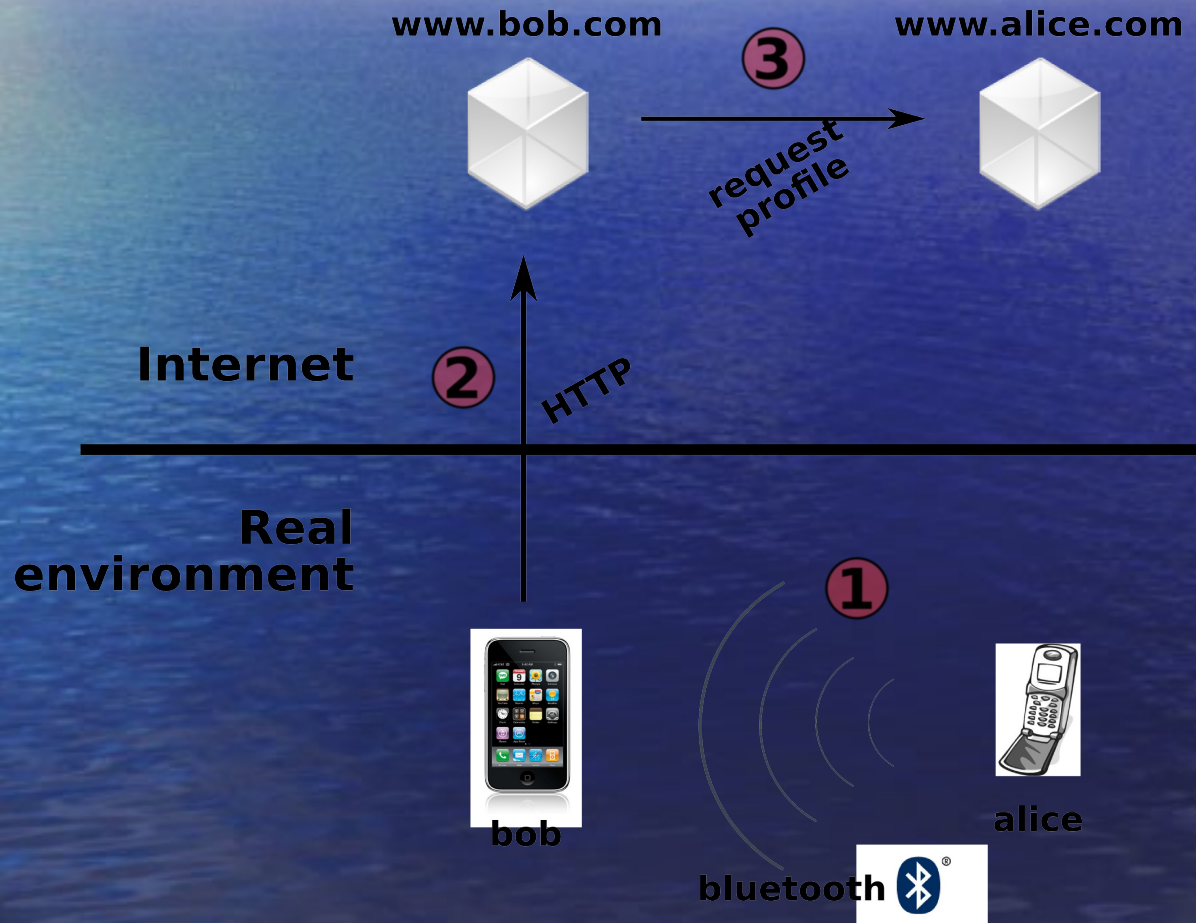 www.bob.com
www.alice.com
3
request
profile
Internet
2
HTTP
Real
environment
1
bob
alice
bluetooth
®